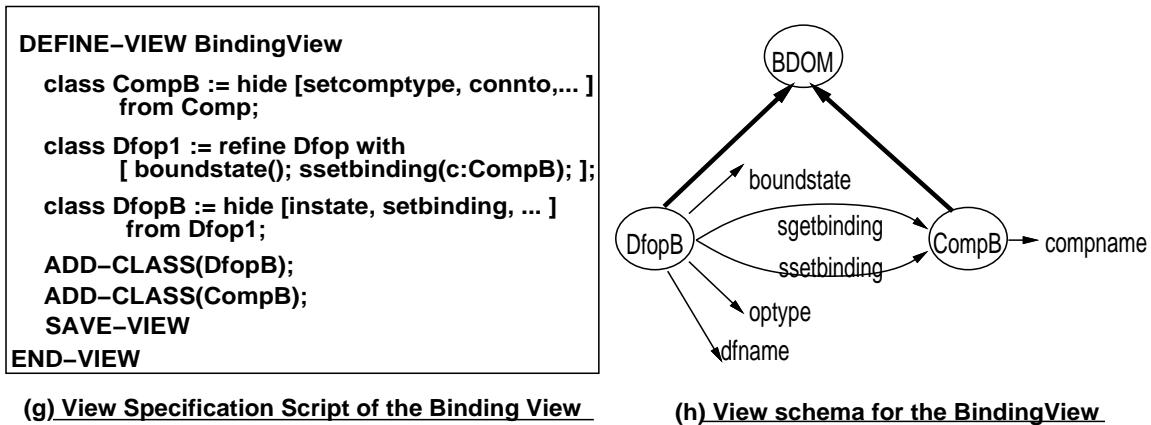 DEFINE–VIEW BindingView
class CompB := hide [setcomptype, connto,... ]
from Comp;
class Dfop1 := refine Dfop with
[ boundstate(); ssetbinding(c:CompB); ];
class DfopB := hide [instate, setbinding, ... ]
from Dfop1;
ADD–CLASS(DfopB);
ADD–CLASS(CompB);
SAVE–VIEW
END–VIEW
(g) View Specification Script of the Binding View
BDOM
boundstate
sgetbinding
DfopB
CompB
compname
ssetbinding
optype
dfname
(h) View schema for the BindingView